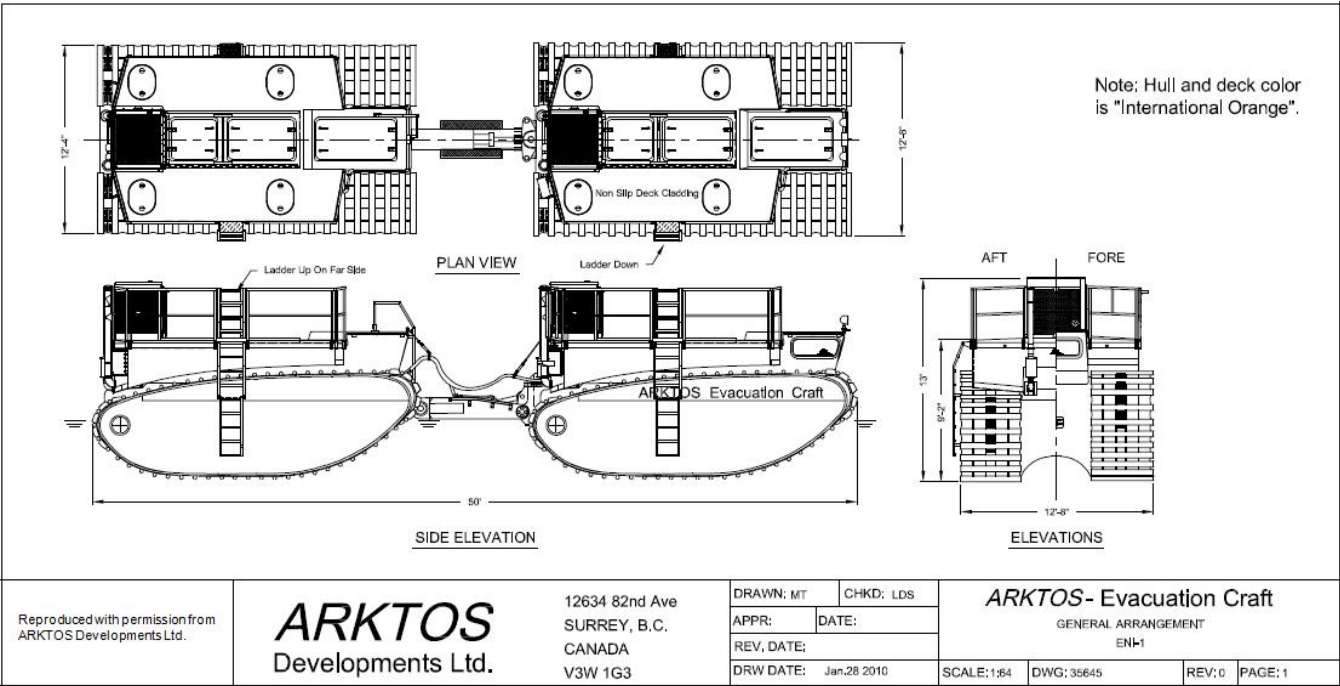 Note: Hull and deck color
is "International Orange".
12'-4"
12'-8"
Non Slip Deck Cladding
PLAN VIEW
Ladder Down
Ladder Up On Far Side
AFT
FORE
ARKTOS Evacuation Craft
13'
9'-2"
50'
12'-8"
SIDE ELEVATION
ELEVATIONS
Reproduced with permission from
ARKTOS Developments Ltd.
ARKTOS
Developments Ltd.
12634 82nd Ave
SURREY, B.C.
CANADA
V3W 1G3
DRAWN: MT
CHKD: LDS
APPR:
DATE:
REV. DATE:
DRW DATE: Jan.28 2010
ARKTOS - Evacuation Craft
GENERAL ARRANGEMENT
ENI-1
SCALE: 1:64
DWG: 35645
REV: 0
PAGE: 1